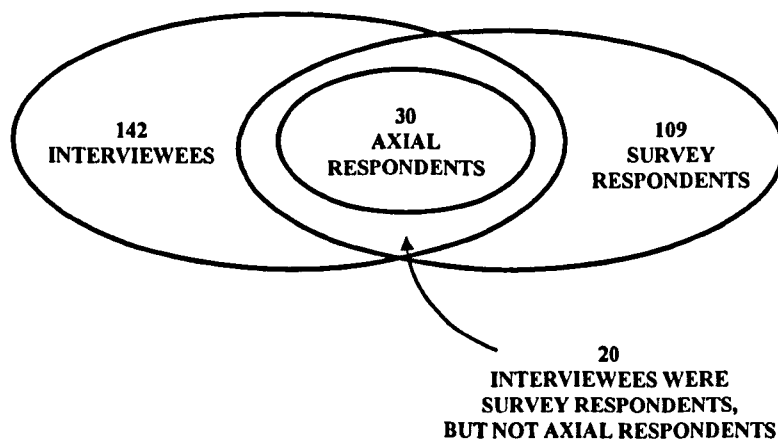 142
INTERVIEWEES
30
AXIAL
RESPONDENTS
109
SURVEY
RESPONDENTS
20
INTERVIEWEES WERE
SURVEY RESPONDENTS,
BUT NOT AXIAL RESPONDENTS